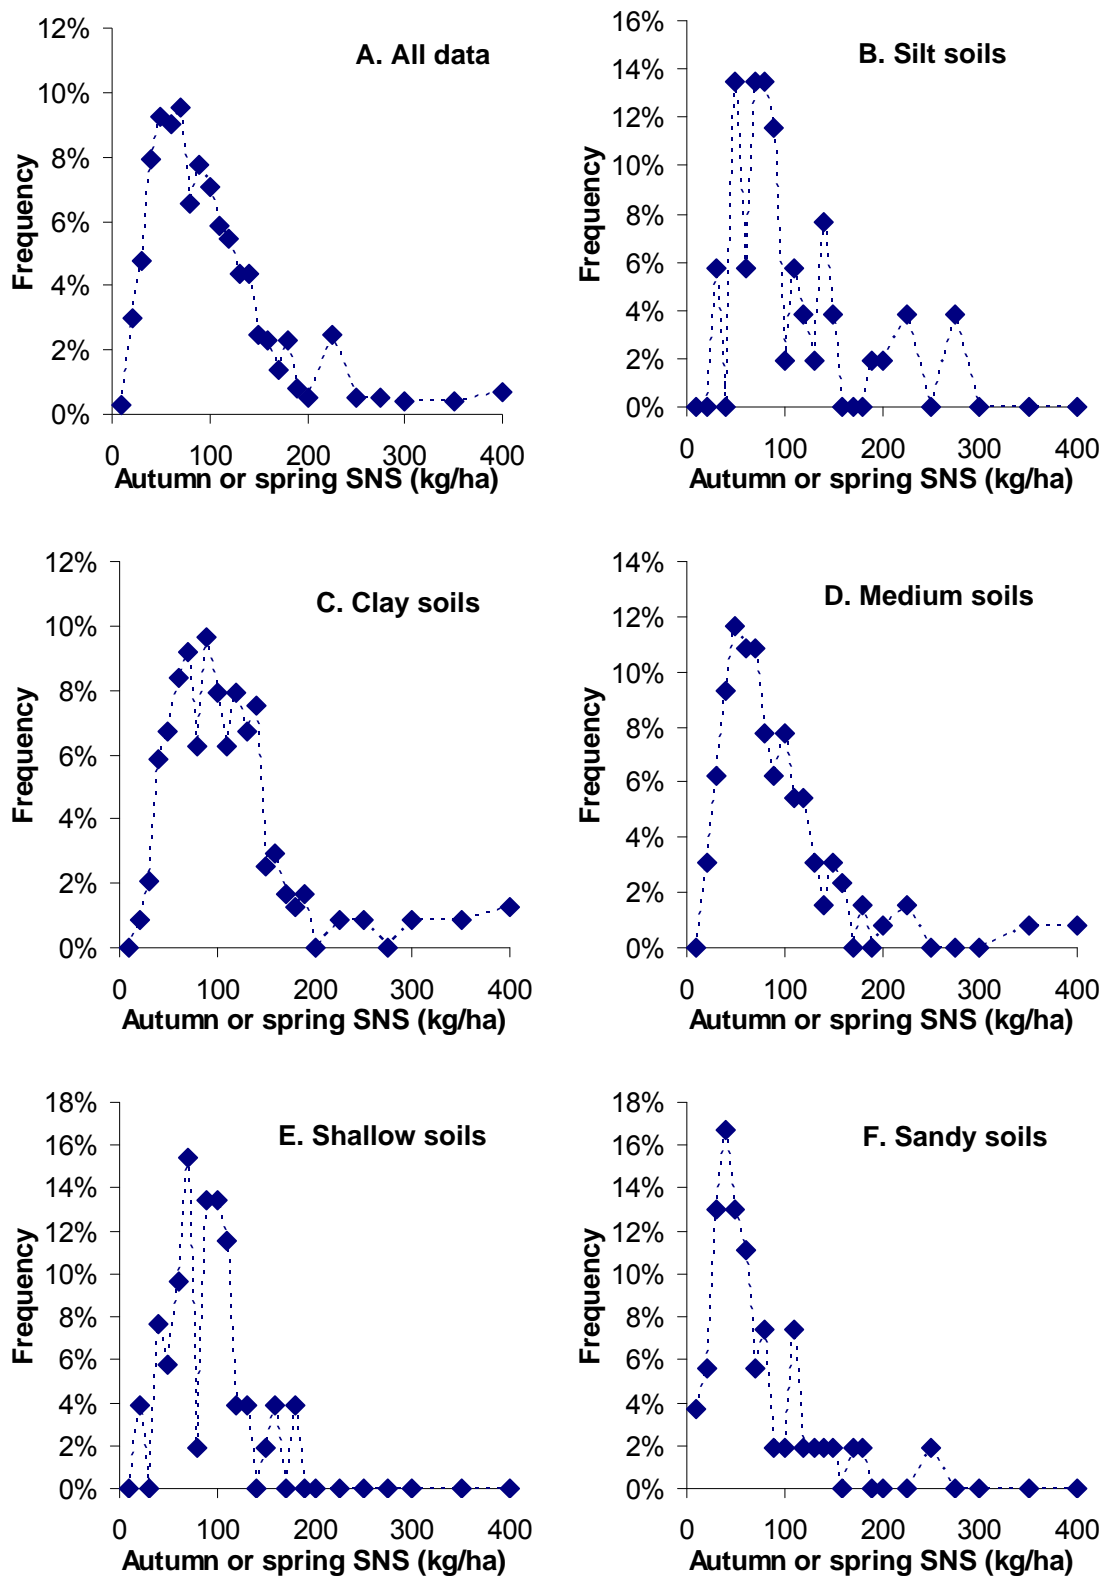 A. All data
12%
10%
8%
6%
4%
2%
0%
Frequency
0 100 200 300 400
Autumn or spring SNS (kg/ha)
B. Silt soils
16%
14%
12%
10%
8%
6%
4%
2%
0%
Frequency
0 100 200 300 400
Autumn or spring SNS (kg/ha)
C. Clay soils
12%
10%
8%
6%
4%
2%
0%
Frequency
0 100 200 300 400
Autumn or spring SNS (kg/ha)
D. Medium soils
14%
12%
10%
8%
6%
4%
2%
0%
Frequency
0 100 200 300 400
Autumn or spring SNS (kg/ha)
E. Shallow soils
18%
16%
14%
12%
10%
8%
6%
4%
2%
0%
Frequency
0 100 200 300 400
Autumn or spring SNS (kg/ha)
F. Sandy soils
18%
16%
14%
12%
10%
8%
6%
4%
2%
0%
Frequency
0 100 200 300 400
Autumn or spring SNS (kg/ha)